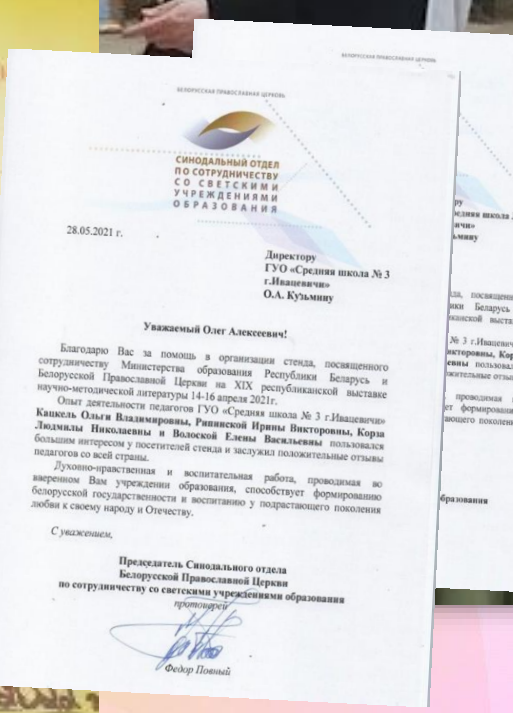 БЕЛОРУССКАЯ ПРАВОСЛАВНАЯ ЦЕРКОВЬ
СИНОДАЛЬНЫЙ ОТДЕЛ
ПО СОТРУДНИЧЕСТВУ
СО СВЕТСКИМИ
УЧРЕЖДЕНИЯМИ
ОБРАЗОВАНИЯ
28.05.2021 г.
Директору
ГУО «Средняя школа № 3
г.Ивацевичи»
О.А. Кузьмину
Уважаемый Олег Алексеевич!
Благодарю Вас за помощь в организации стенда, посвященного
сотрудничеству Министерства образования Республики Беларусь и
Белорусской Православной Церкви на XIX республиканской выставке
научно-методической литературы 14-16 апреля 2021г.
Опыт деятельности педагогов ГУО «Средняя школа № 3 г.Ивацевичи»
Кацкель Ольги Владимировны, Рипинской Ирины Викторовны, Корза
Людмилы Николаевны и Волоской Елены Васильевны пользовался
большим интересом у посетителей стенда и заслужил положительные отзывы
педагогов со всей страны.
Духовно-нравственная и воспитательная работа, проводимая во
вверенном Вам учреждении образования, способствует формированию
белорусской государственности и воспитанию у подрастающего поколения
любви к своему народу и Отечеству.
С уважением,
Председатель Синодального отдела
Белорусской Православной Церкви
по сотрудничеству со светскими учреждениями образования
протоиерей
Федор Повный
БЕЛОРУССКАЯ ПРАВОСЛАВНАЯ ЦЕРКОВЬ